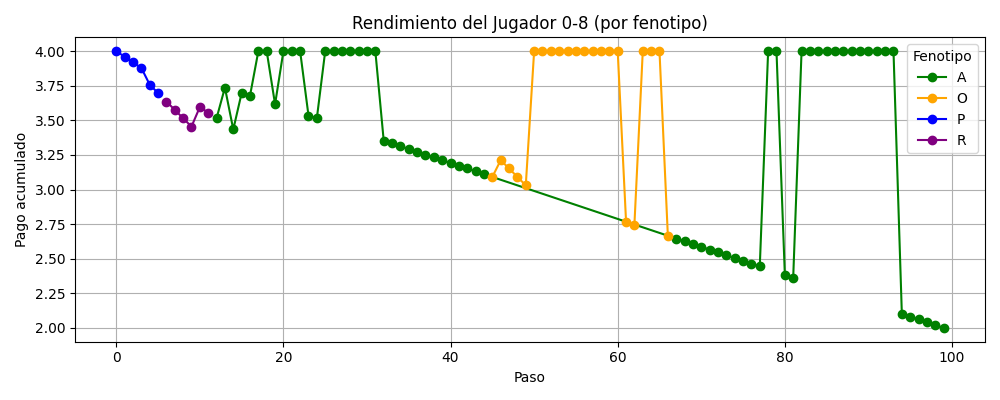 Rendimiento del Jugador 0-8 (por fenotipo)
Pago acumulado
4.00
3.75
3.50
3.25
3.00
2.75
2.50
2.25
2.00
Fenotipo
A
O
P
R
0
20
40
60
80
100
Paso